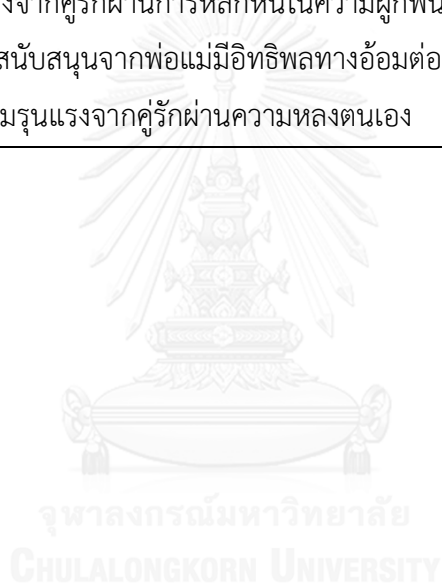 งจากคู่รักผ่านการหลีกหนีในความผูกพัน
สนับสนุนจากพ่อแม่มีอิทธิพลทางอ้อมต่อ
มรุนแรงจากคู่รักผ่านความหลงตนเอง
จุฬาลงกรณ์มหาวิทยาลัย
CHULALONGKORN UNIVERSITY